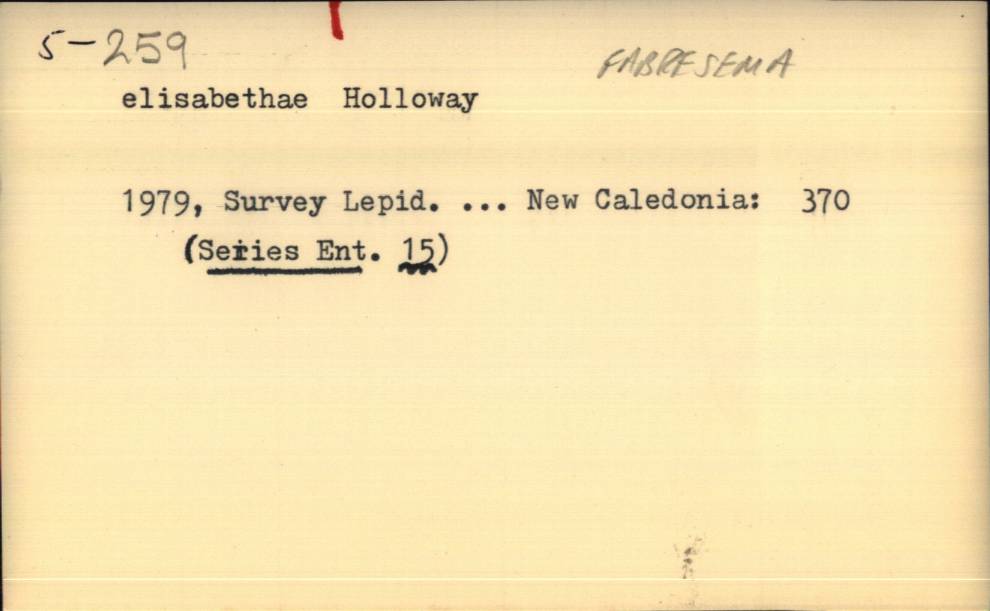 5-259
FABRESEMA
elisabethae Holloway
1979, Survey Lepid. ... New Caledonia: 370
(Series Ent. 15)